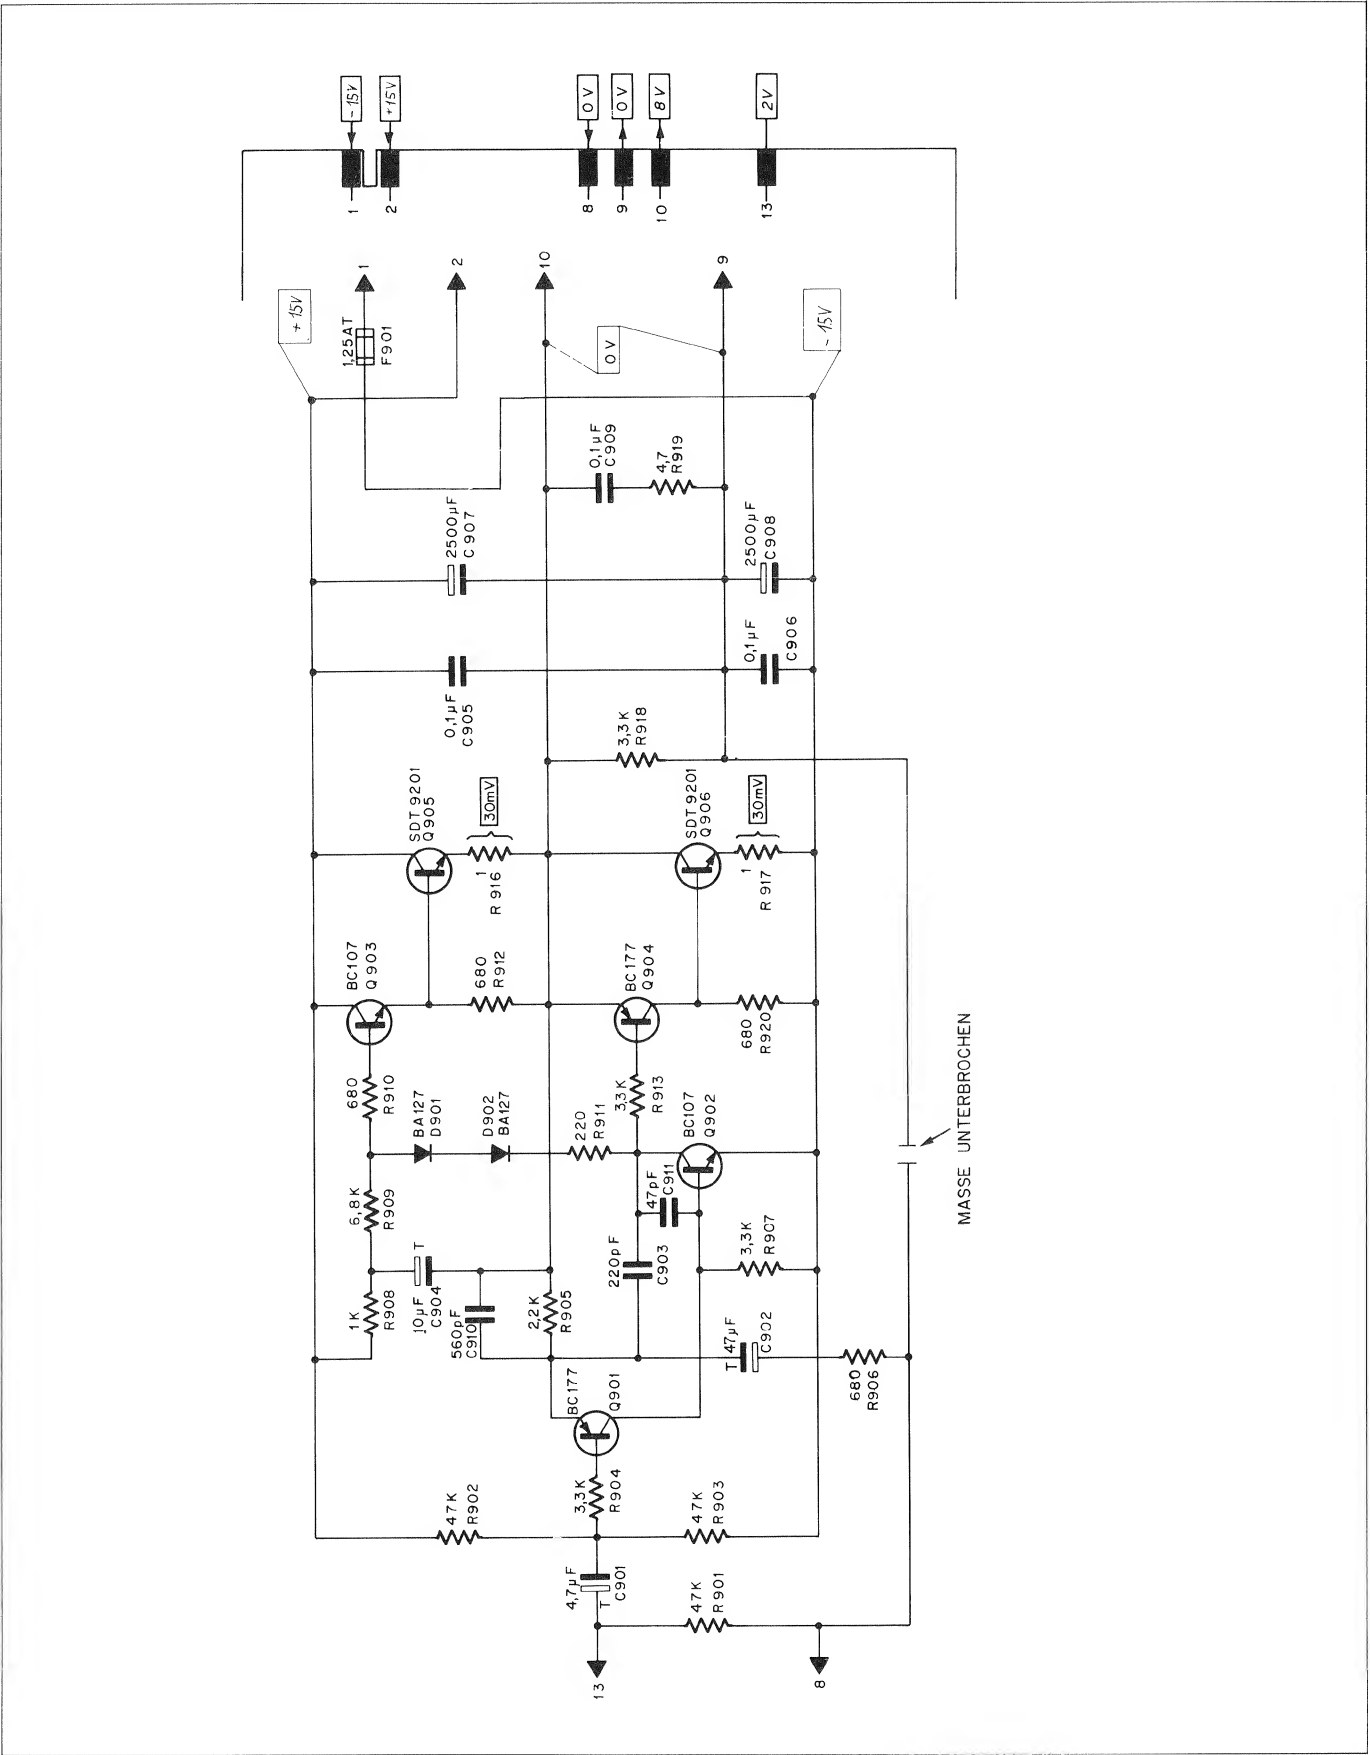 -15V
+15V
0V
0V
8V
2V
1
2
8
9
10
13
+15V
1
1,25AT
F901
2
10
0V
9
-15V
0,1µF
C909
4,7
R919
2500µF
C907
2500µF
C908
0,1µF
C905
0,1µF
C906
3,3K
R918
SDT9201
Q905
30mV
1
R916
SDT9201
Q906
30mV
1
R917
BC107
Q903
680
R912
BC177
Q904
680
R920
680
R910
BA127
D901
D902
BA127
220
R911
3,3K
R913
BC107
Q902
6,8K
R909
47pF
C911
1K
R908
T
10µF
C904
560pF
C910
2,2K
R905
220pF
C903
3,3K
R907
T 47µF
C902
680
R906
MASSE UNTERBROCHEN
BC177
Q901
47K
R902
3,3K
R904
47K
R903
4,7µF
T
C901
47K
R901
13
8